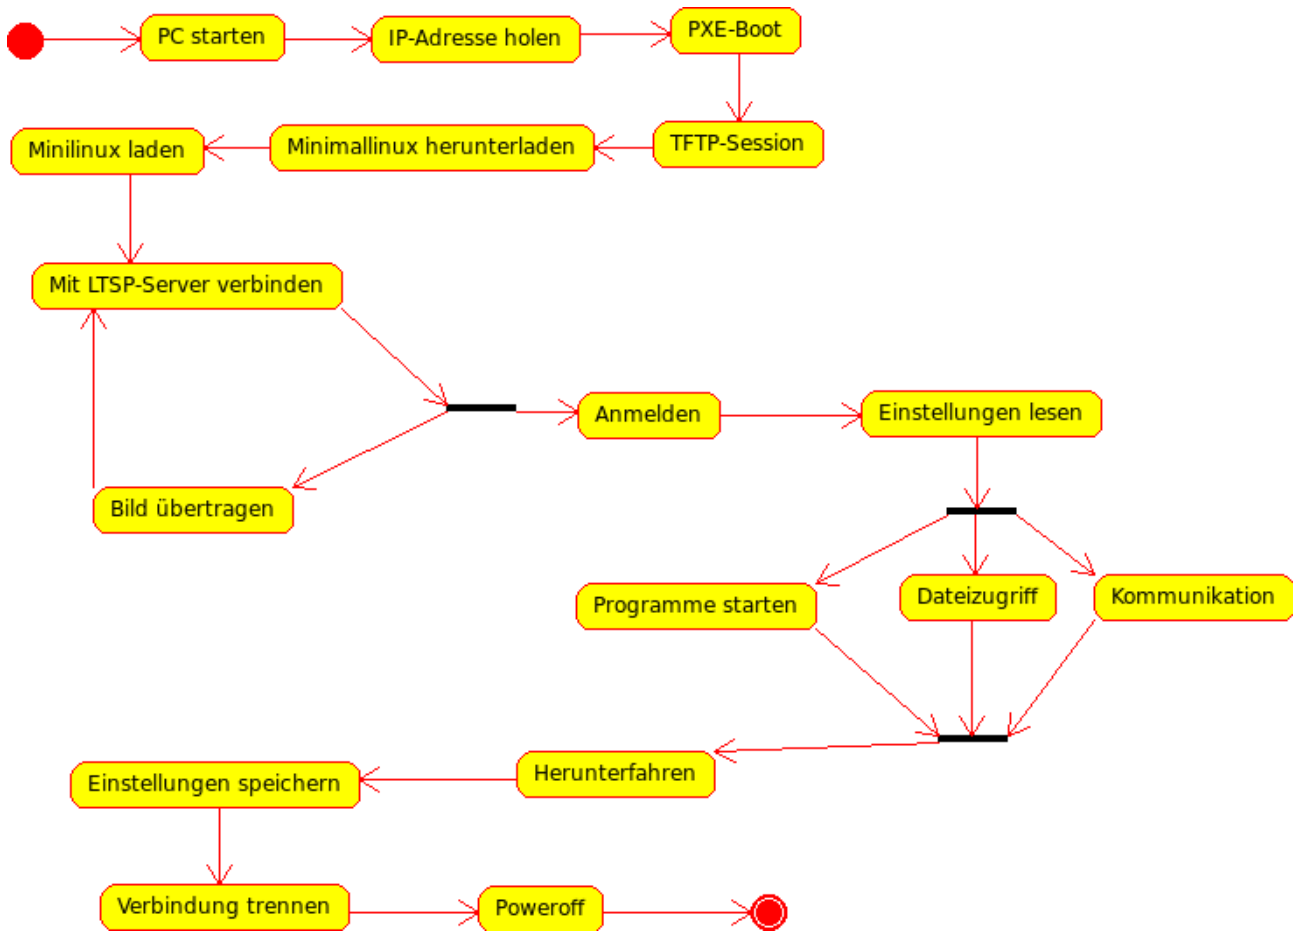 PC starten
IP-Adresse holen
PXE-Boot
TFTP-Session
Minimallinux herunterladen
Minilinux laden
Mit LTSP-Server verbinden
Bild übertragen
Anmelden
Einstellungen lesen
Programme starten
Dateizugriff
Kommunikation
Herunterfahren
Einstellungen speichern
Verbindung trennen
Poweroff